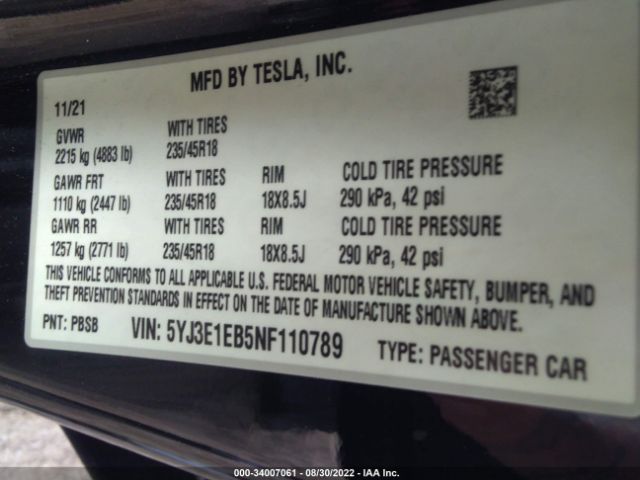 MFD BY TESLA, INC.
11/21
GVWR WITH TIRES
2215 kg (4883 lb) 235/45R18
GAWR FRT WITH TIRES RIM COLD TIRE PRESSURE
1110 kg (2447 lb) 235/45R18 18X8.5J 290 kPa, 42 psi
GAWR RR WITH TIRES RIM COLD TIRE PRESSURE
1257 kg (2771 lb) 235/45R18 18X8.5J 290 kPa, 42 psi
THIS VEHICLE CONFORMS TO ALL APPLICABLE U.S. FEDERAL MOTOR VEHICLE SAFETY, BUMPER, AND
THEFT PREVENTION STANDARDS IN EFFECT ON THE DATE OF MANUFACTURE SHOWN ABOVE.
PNT: PBSB VIN: 5YJ3E1EB5NF110789 TYPE: PASSENGER CAR
000-34007061 - 08/30/2022 - IAA Inc.